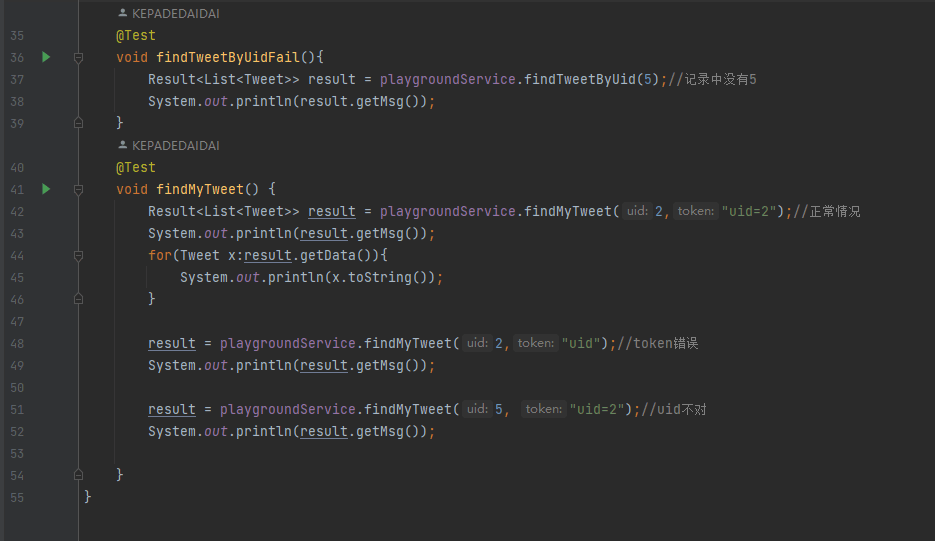 KEPADEDAIDAI
35 @Test
36 void findTweetByUidFail(){
37 Result<List<Tweet>> result = playgroundService.findTweetByUid(5);//记录中没有5
38 System.out.println(result.getMsg());
39 }
KEPADEDAIDAI
40 @Test
41 void findMyTweet() {
42 Result<List<Tweet>> result = playgroundService.findMyTweet( uid: 2, token: "uid=2");//正常情况
43 System.out.println(result.getMsg());
44 for(Tweet x:result.getData()){
45 System.out.println(x.toString());
46 }
47
48 result = playgroundService.findMyTweet( uid: 2, token: "uid");//token错误
49 System.out.println(result.getMsg());
50
51 result = playgroundService.findMyTweet( uid: 5, token: "uid=2");//uid不对
52 System.out.println(result.getMsg());
53
54 }
55 }